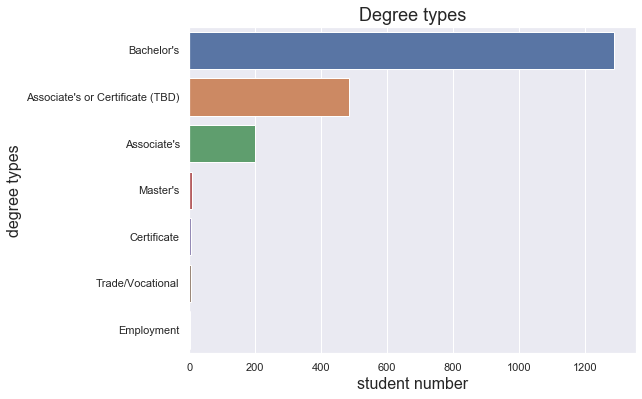 Degree types
Bachelor's
Associate's or Certificate (TBD)
Associate's
Master's
Certificate
Trade/Vocational
Employment
degree types
0 200 400 600 800 1000 1200
student number